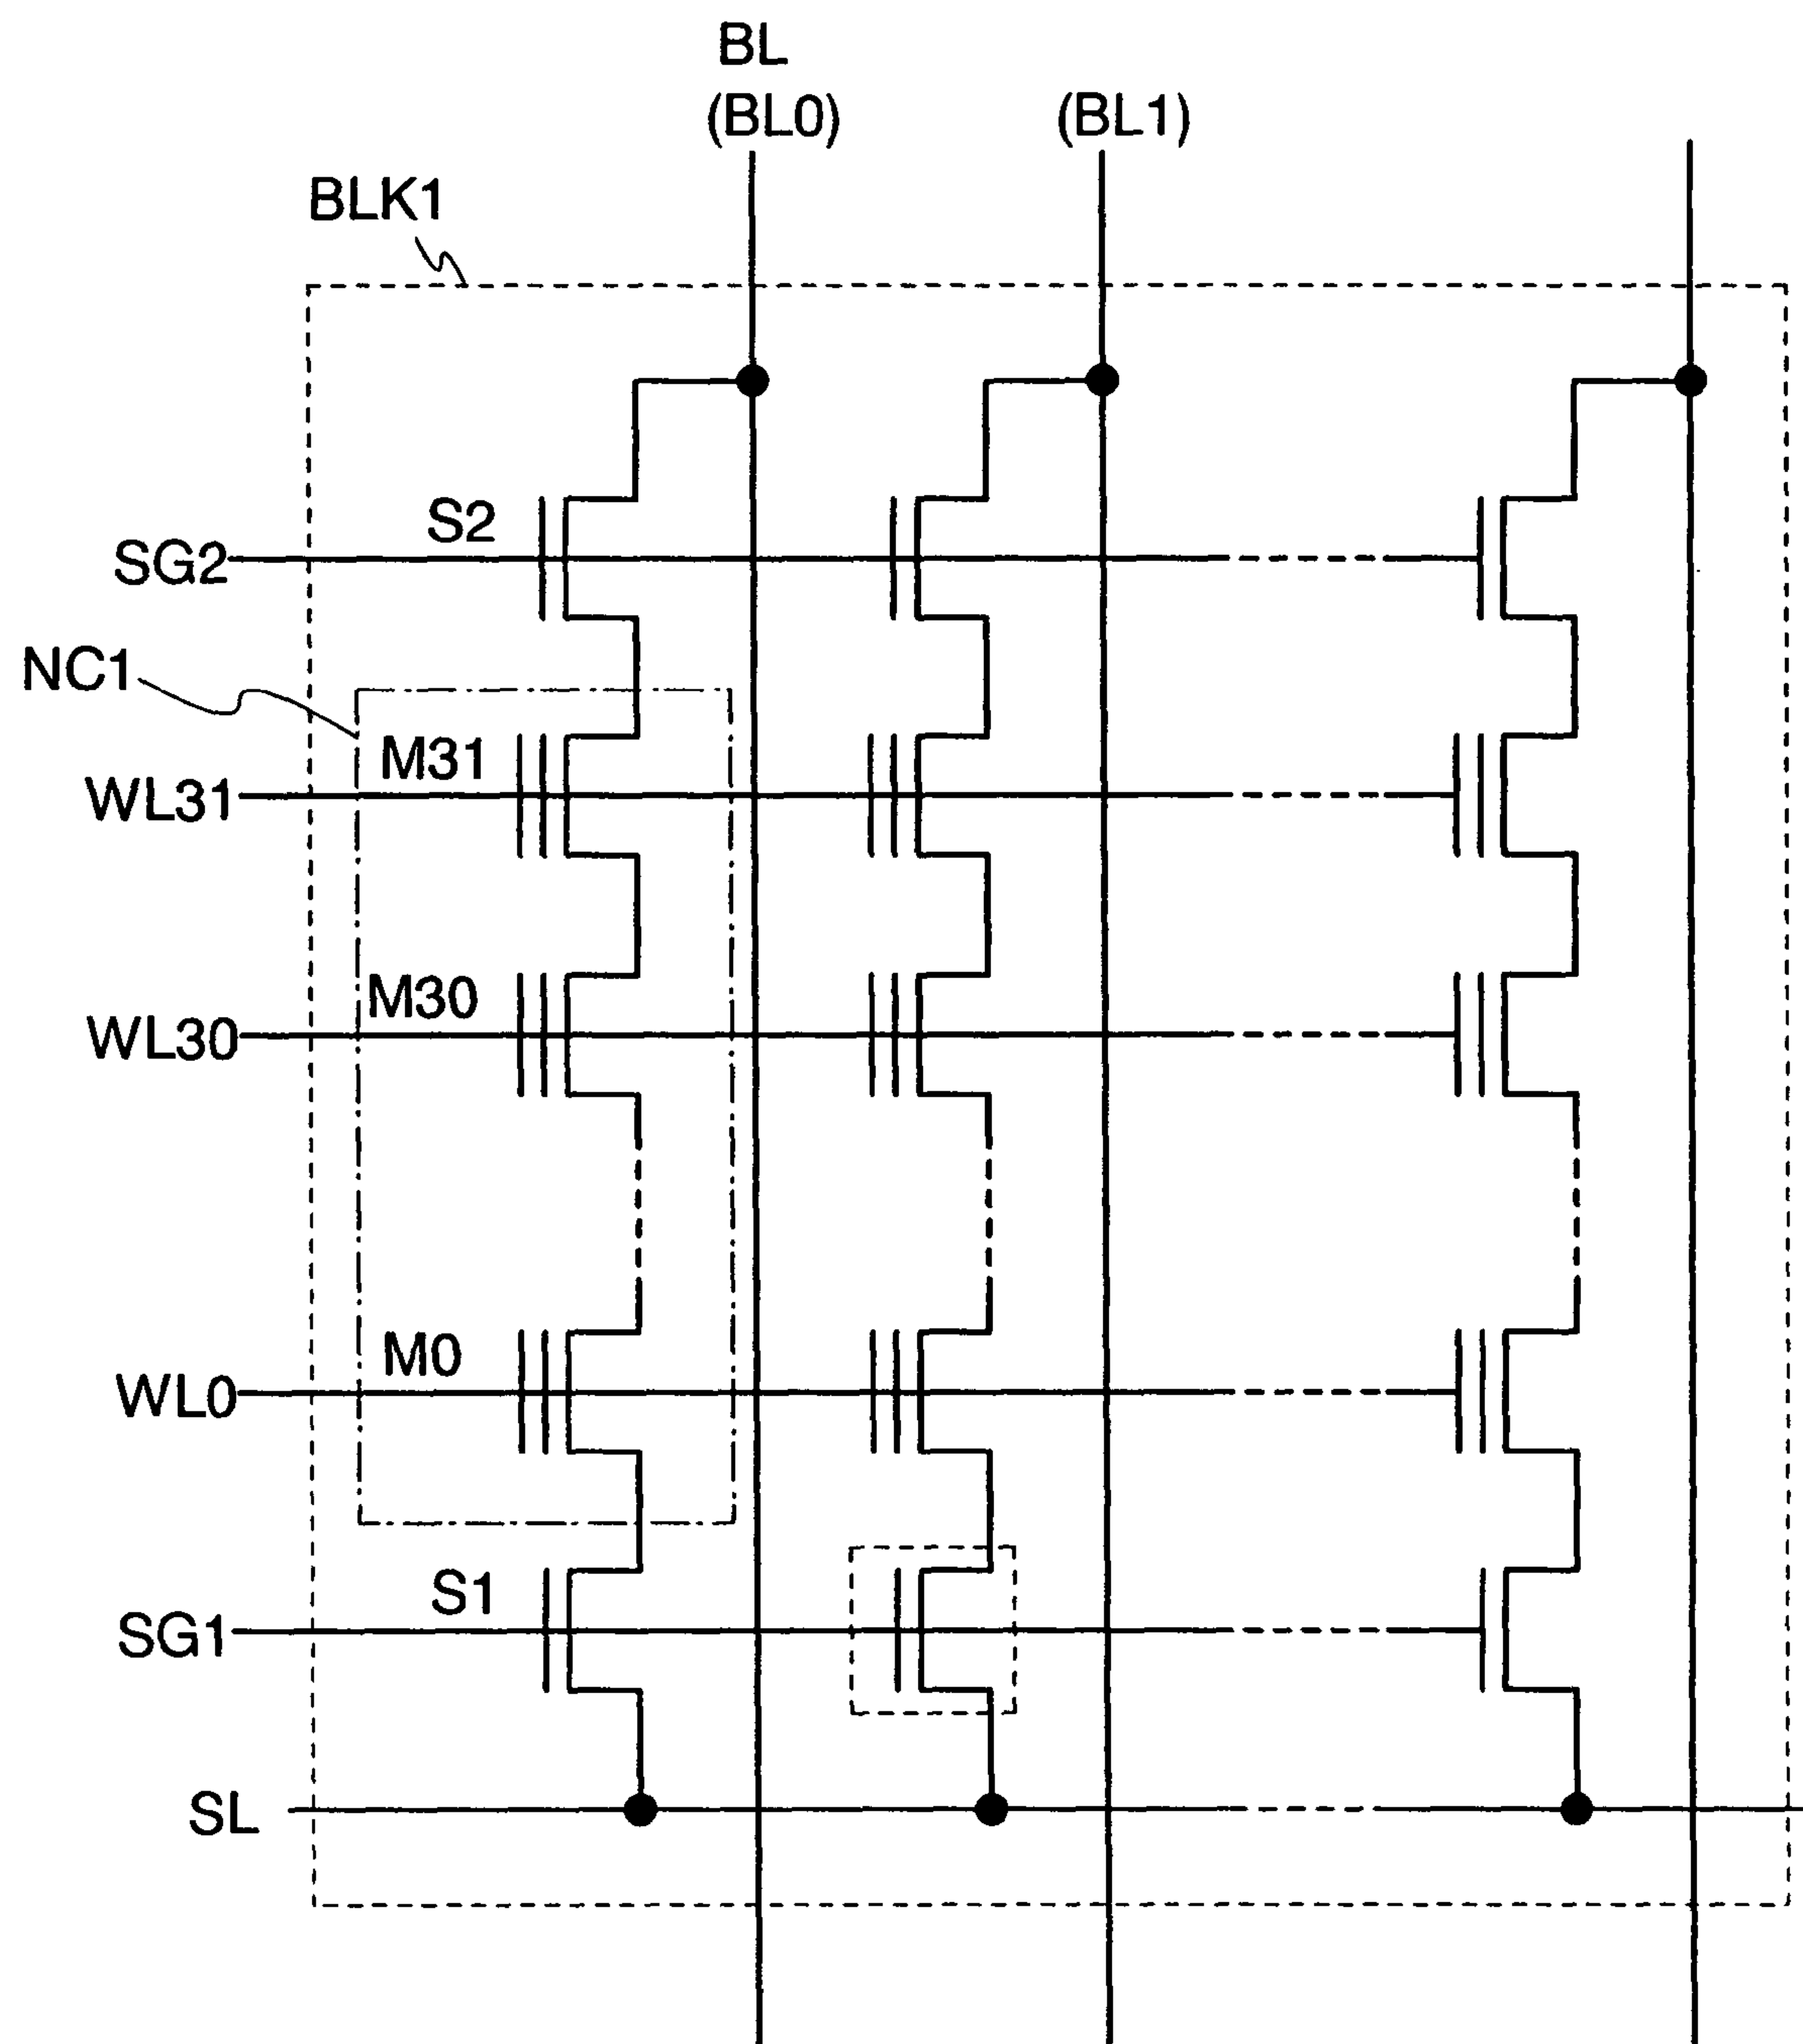 BL
(BL0) (BL1)
BLK1
S2
SG2
NC1
M31
WL31
M30
WL30
M0
WL0
S1
SG1
SL